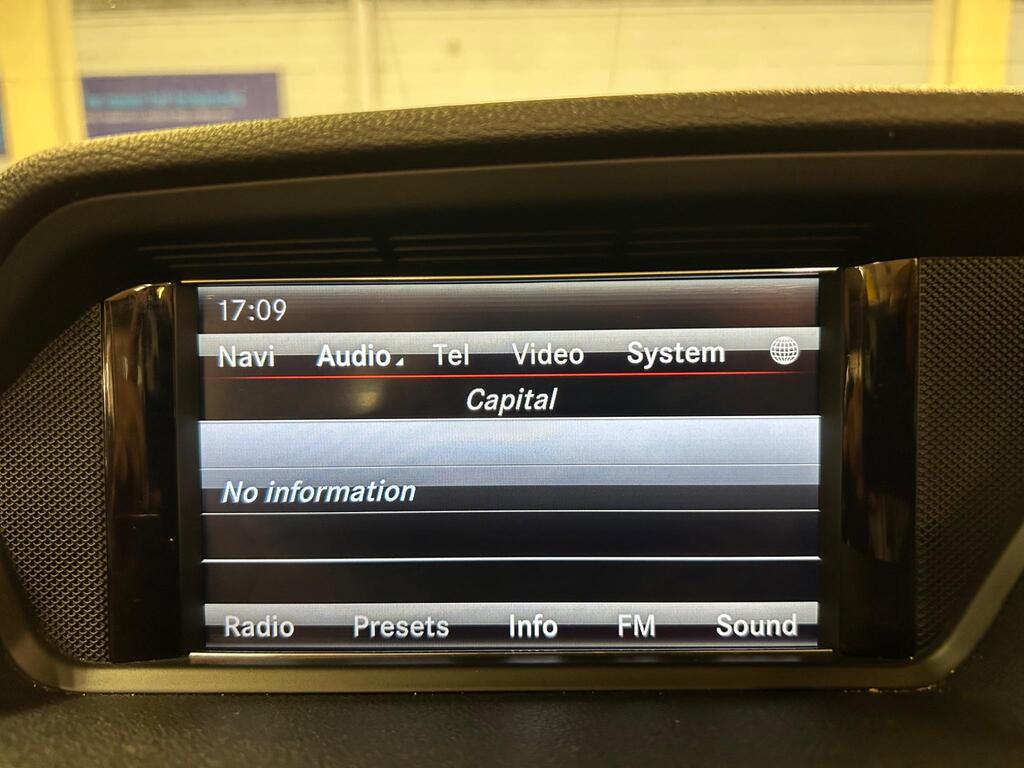 17:09
Navi Audio Tel Video System
Capital
No information
Radio Presets Info FM Sound